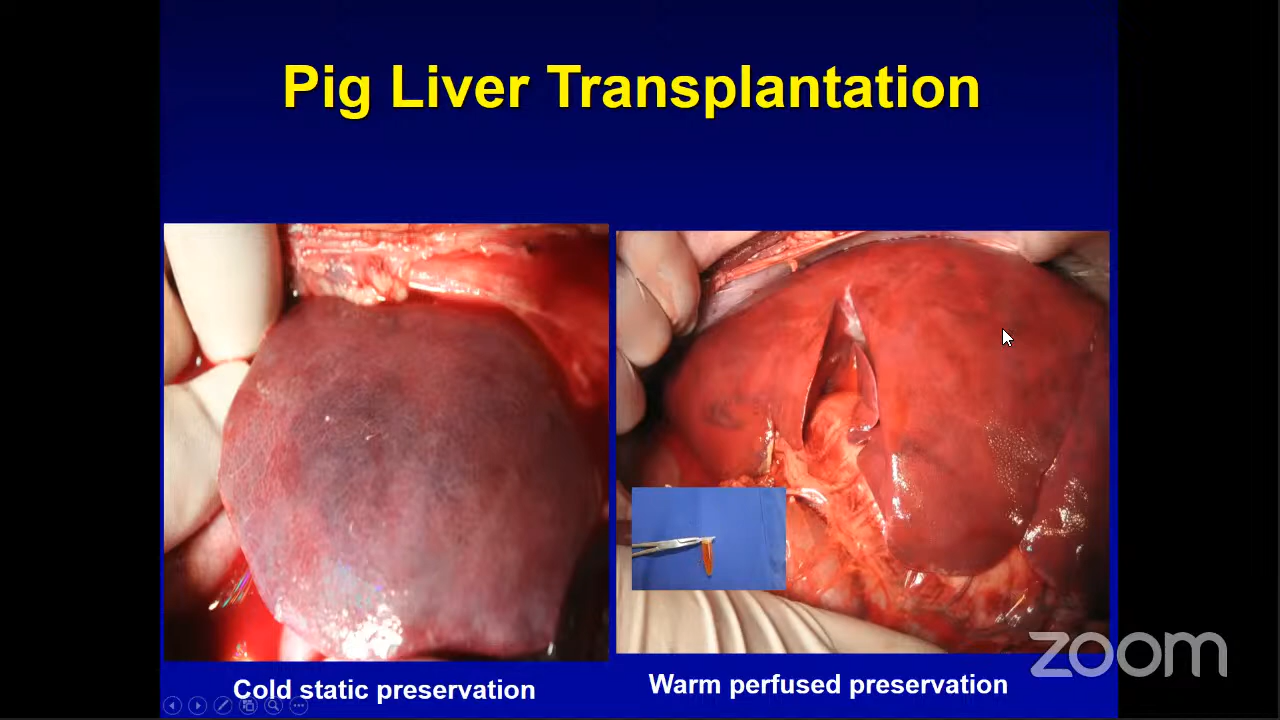 Pig Liver Transplantation
Cold static preservation
Warm perfused preservation
zoom